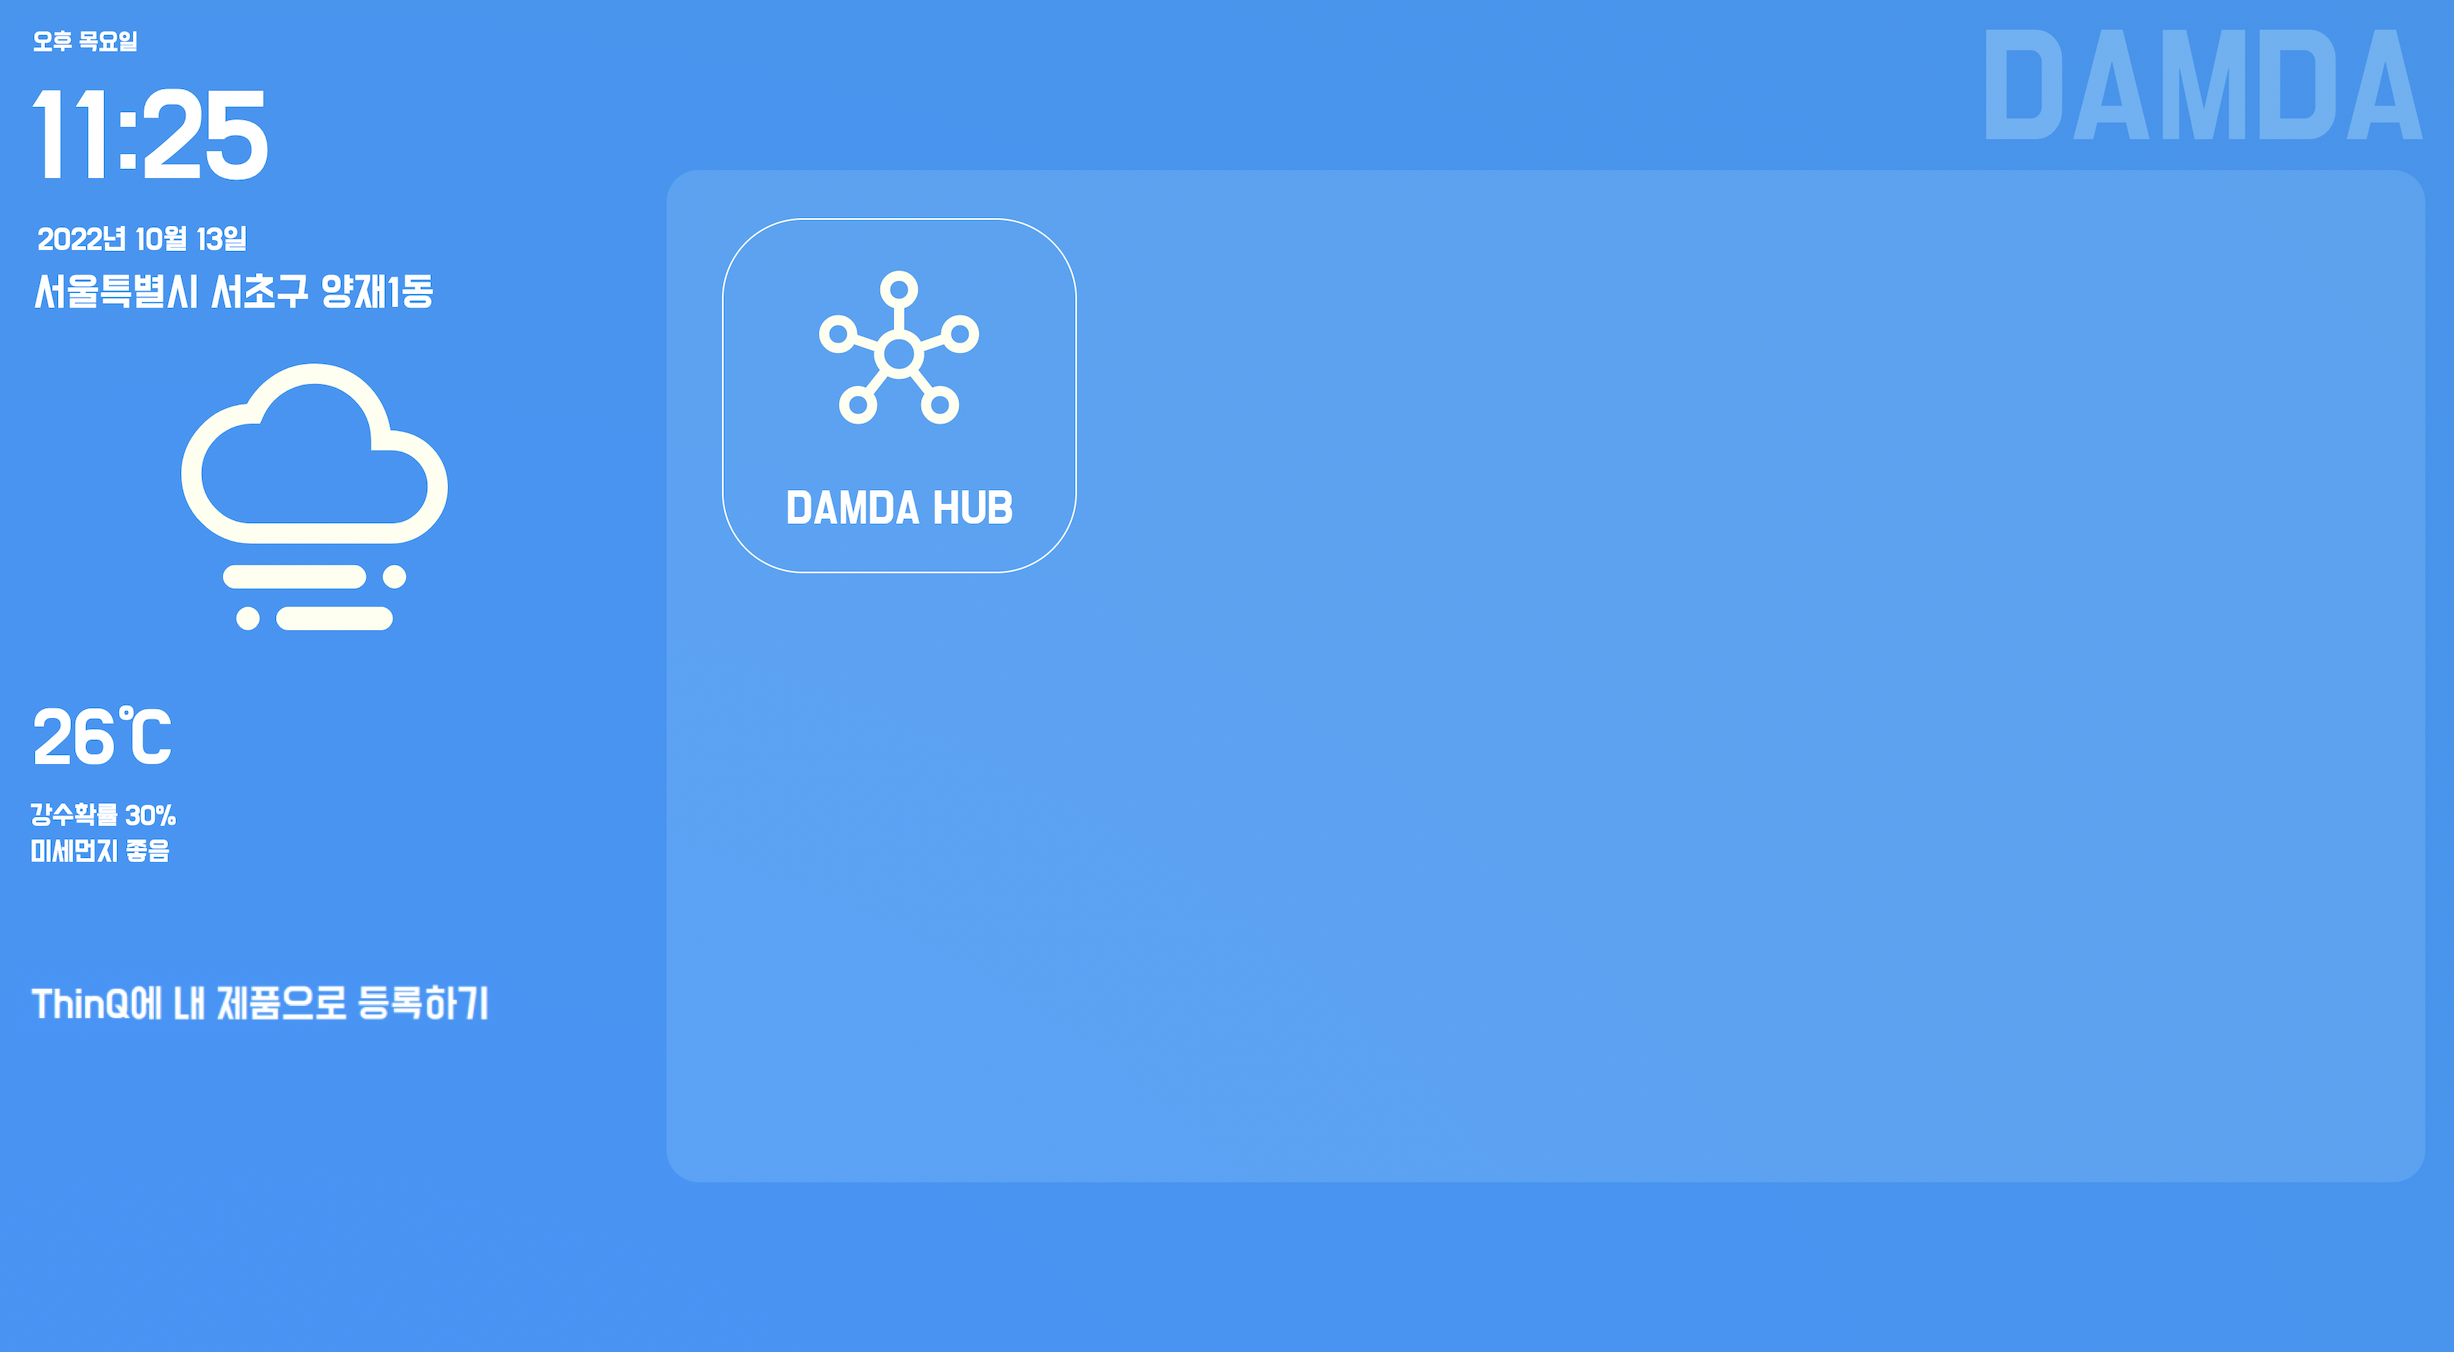 오후 목요일
DAMDA
11:25
2022년 10월 13일
서울특별시 서초구 양재1동
DAMDA HUB
26℃
강수확률 30%
미세먼지 좋음
ThinQ에 내 제품으로 등록하기